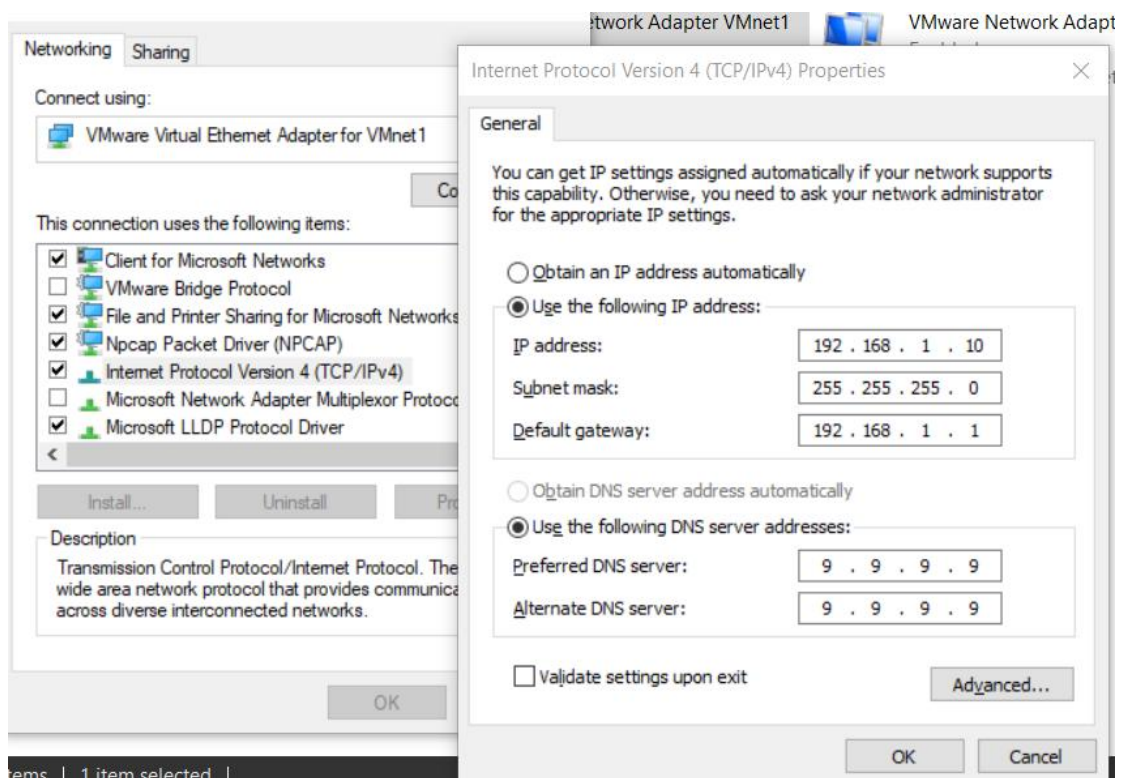 etwork Adapter VMnet1
VMware Network Adapt
Networking
Sharing
Connect using:
VMware Virtual Ethernet Adapter for VMnet1
Co
This connection uses the following items:
Client for Microsoft Networks
VMware Bridge Protocol
File and Printer Sharing for Microsoft Networks
Npcap Packet Driver (NPCAP)
Internet Protocol Version 4 (TCP/IPv4)
Microsoft Network Adapter Multiplexor Protoco
Microsoft LLDP Protocol Driver
Install...
Uninstall
Pro
Description
Transmission Control Protocol/Internet Protocol. The
wide area network protocol that provides communica
across diverse interconnected networks.
OK
tems | 1 item selected |
Internet Protocol Version 4 (TCP/IPv4) Properties
General
You can get IP settings assigned automatically if your network supports
this capability. Otherwise, you need to ask your network administrator
for the appropriate IP settings.
Obtain an IP address automatically
Use the following IP address:
IP address:
192 . 168 . 1 . 10
Subnet mask:
255 . 255 . 255 . 0
Default gateway:
192 . 168 . 1 . 1
Obtain DNS server address automatically
Use the following DNS server addresses:
Preferred DNS server:
9 . 9 . 9 . 9
Alternate DNS server:
9 . 9 . 9 . 9
Validate settings upon exit
Advanced...
OK
Cancel